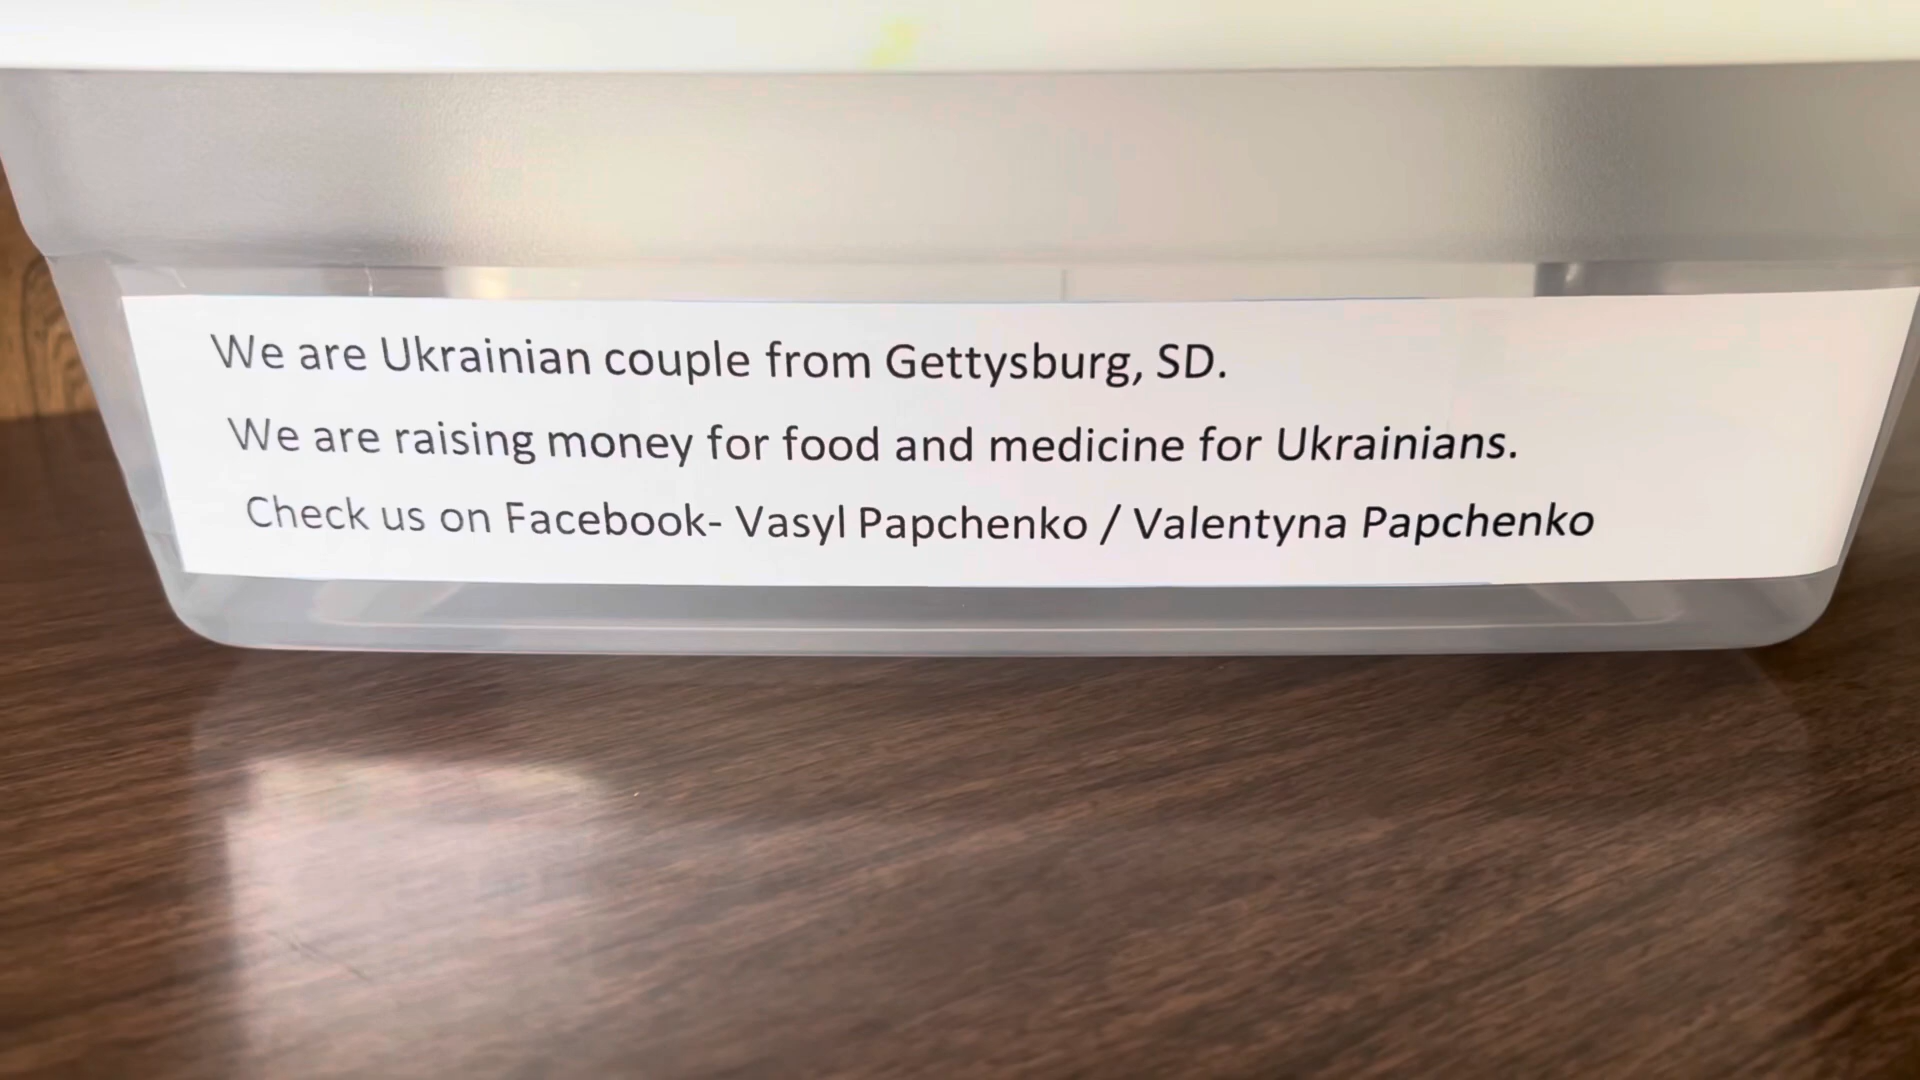 We are Ukrainian couple from Gettysburg, SD.
We are raising money for food and medicine for Ukrainians.
Check us on Facebook- Vasyl Papchenko / Valentyna Papchenko